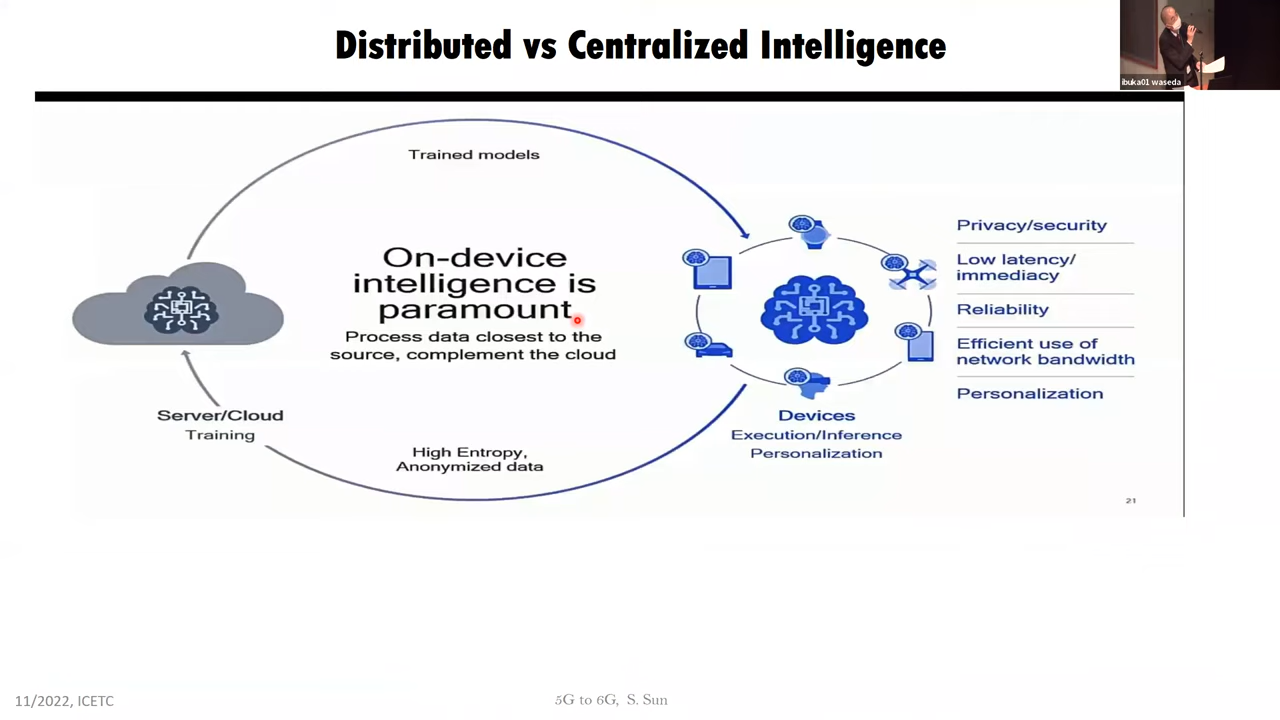 Distributed vs Centralized Intelligence
ibuka01 waseda
Trained models
On-device
intelligence is
paramount
Process data closest to the
source, complement the cloud
Server/Cloud
Training
High Entropy,
Anonymized data
Devices
Execution/Inference
Personalization
Privacy/security
Low latency/
immediacy
Reliability
Efficient use of
network bandwidth
Personalization
21
11/2022, ICETC
5G to 6G, S. Sun